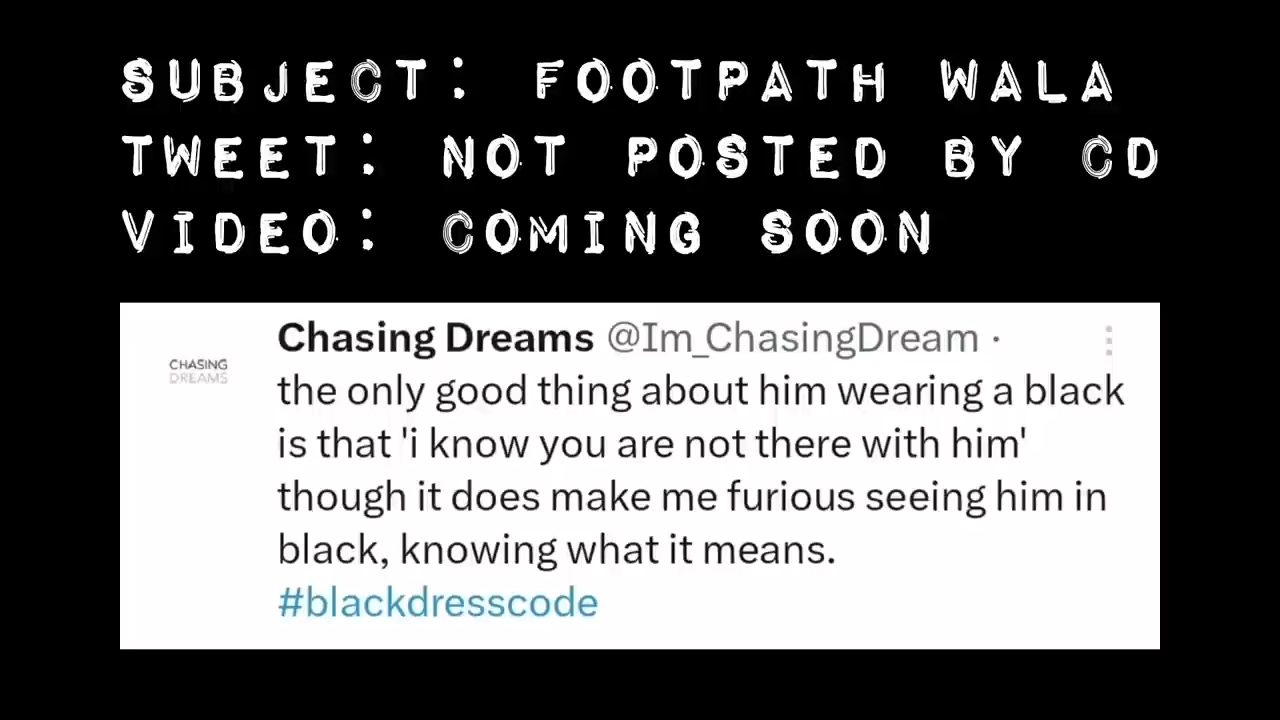 SUBJECT: FOOTPATH WALA
TWEET: NOT POSTED BY CD
VIDEO: COMING SOON
CHASING
DREAMS
Chasing Dreams @Im_ChasingDream ·
the only good thing about him wearing a black
is that 'i know you are not there with him'
though it does make me furious seeing him in
black, knowing what it means.
#blackdresscode